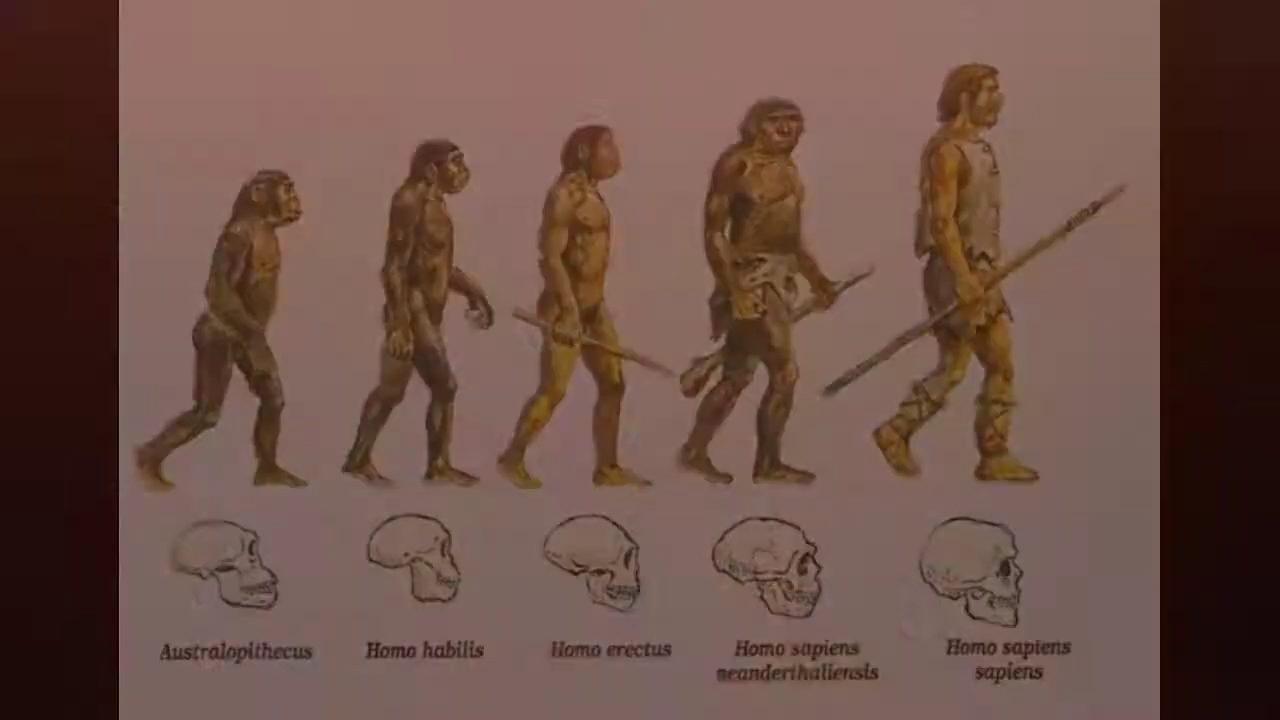 Australopithecus
Homo habilis
Homo erectus
Homo sapiens
neanderthaliensis
Homo sapiens
sapiens